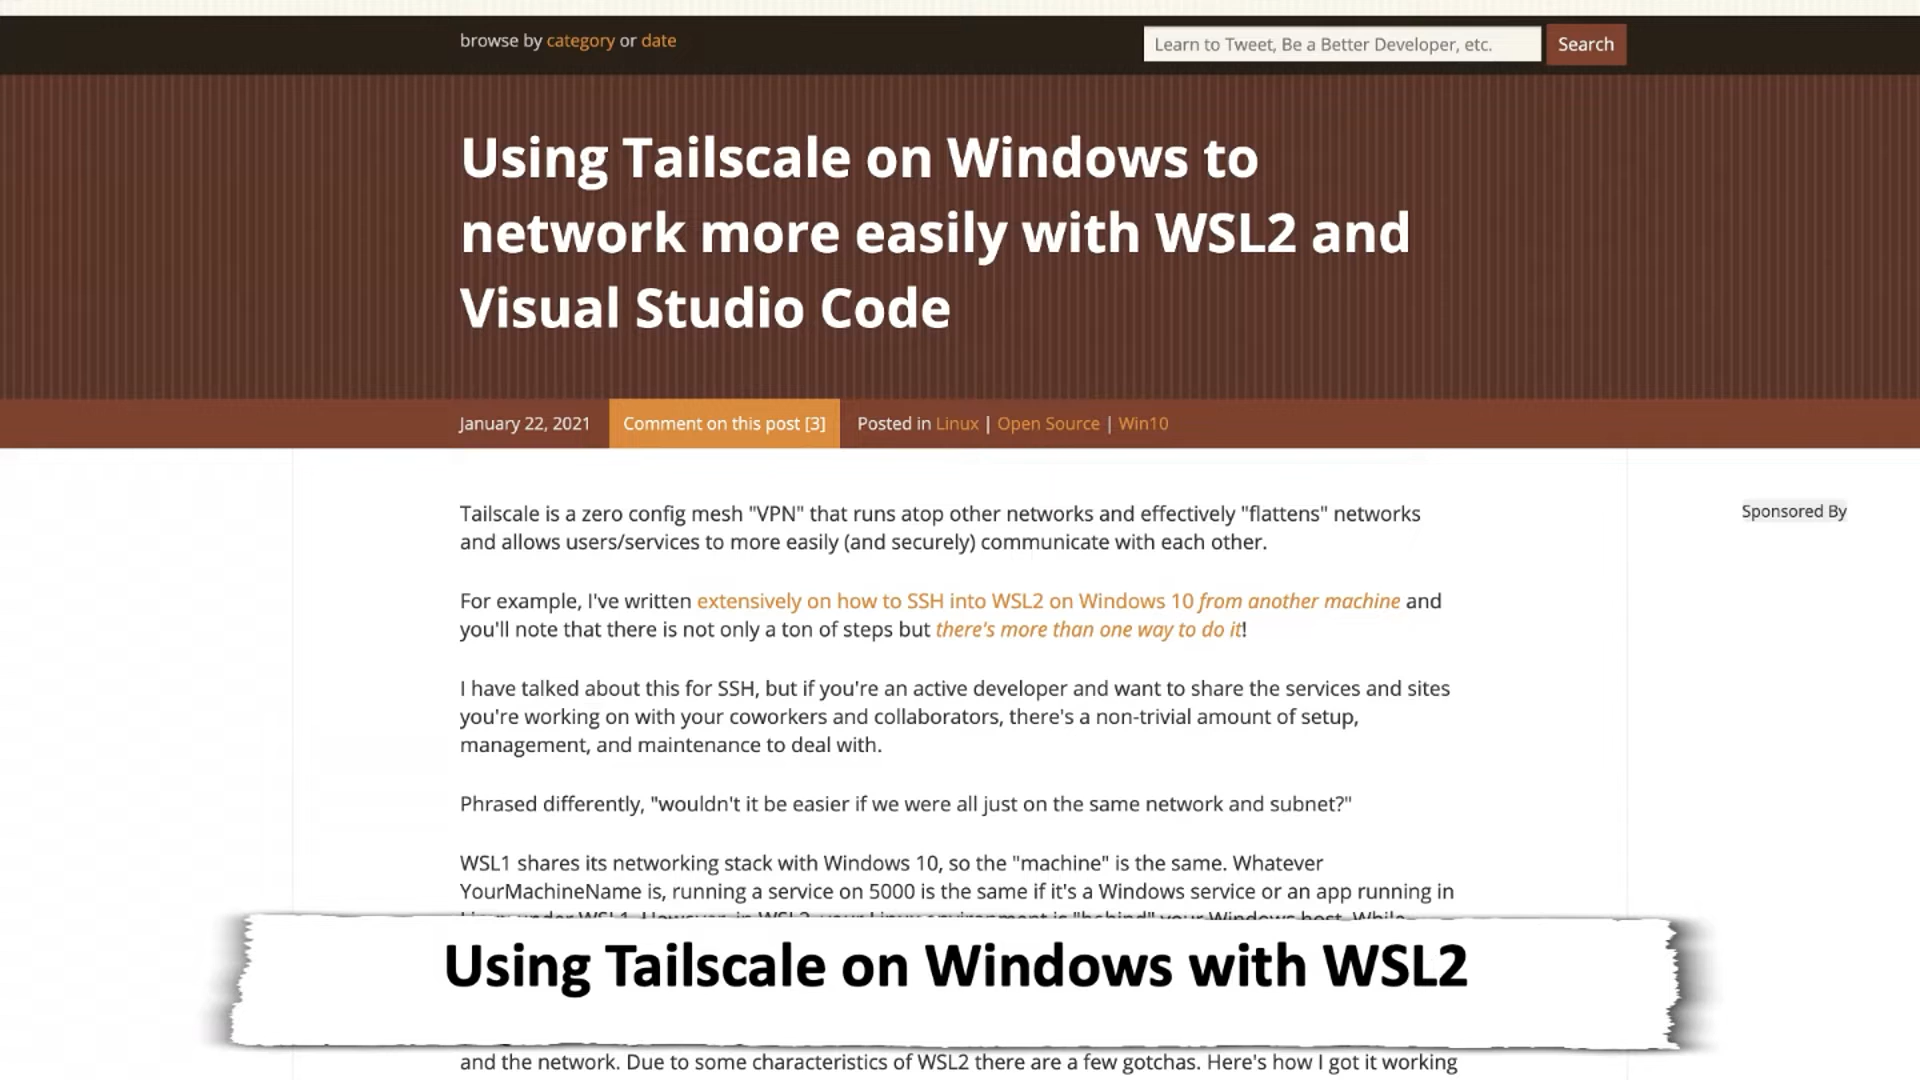 browse by category or date
Learn to Tweet, Be a Better Developer, etc.
Search
Using Tailscale on Windows to
network more easily with WSL2 and
Visual Studio Code
January 22, 2021
Comment on this post [3]
Posted in Linux | Open Source | Win10
Tailscale is a zero config mesh "VPN" that runs atop other networks and effectively "flattens" networks
and allows users/services to more easily (and securely) communicate with each other.
Sponsored By
For example, I've written extensively on how to SSH into WSL2 on Windows 10 from another machine and
you'll note that there is not only a ton of steps but there's more than one way to do it!
I have talked about this for SSH, but if you're an active developer and want to share the services and sites
you're working on with your coworkers and collaborators, there's a non-trivial amount of setup,
management, and maintenance to deal with.
Phrased differently, "wouldn't it be easier if we were all just on the same network and subnet?"
WSL1 shares its networking stack with Windows 10, so the "machine" is the same. Whatever
YourMachineName is, running a service on 5000 is the same if it's a Windows service or an app running in
Using Tailscale on Windows with WSL2
and the network. Due to some characteristics of WSL2 there are a few gotchas. Here's how I got it working